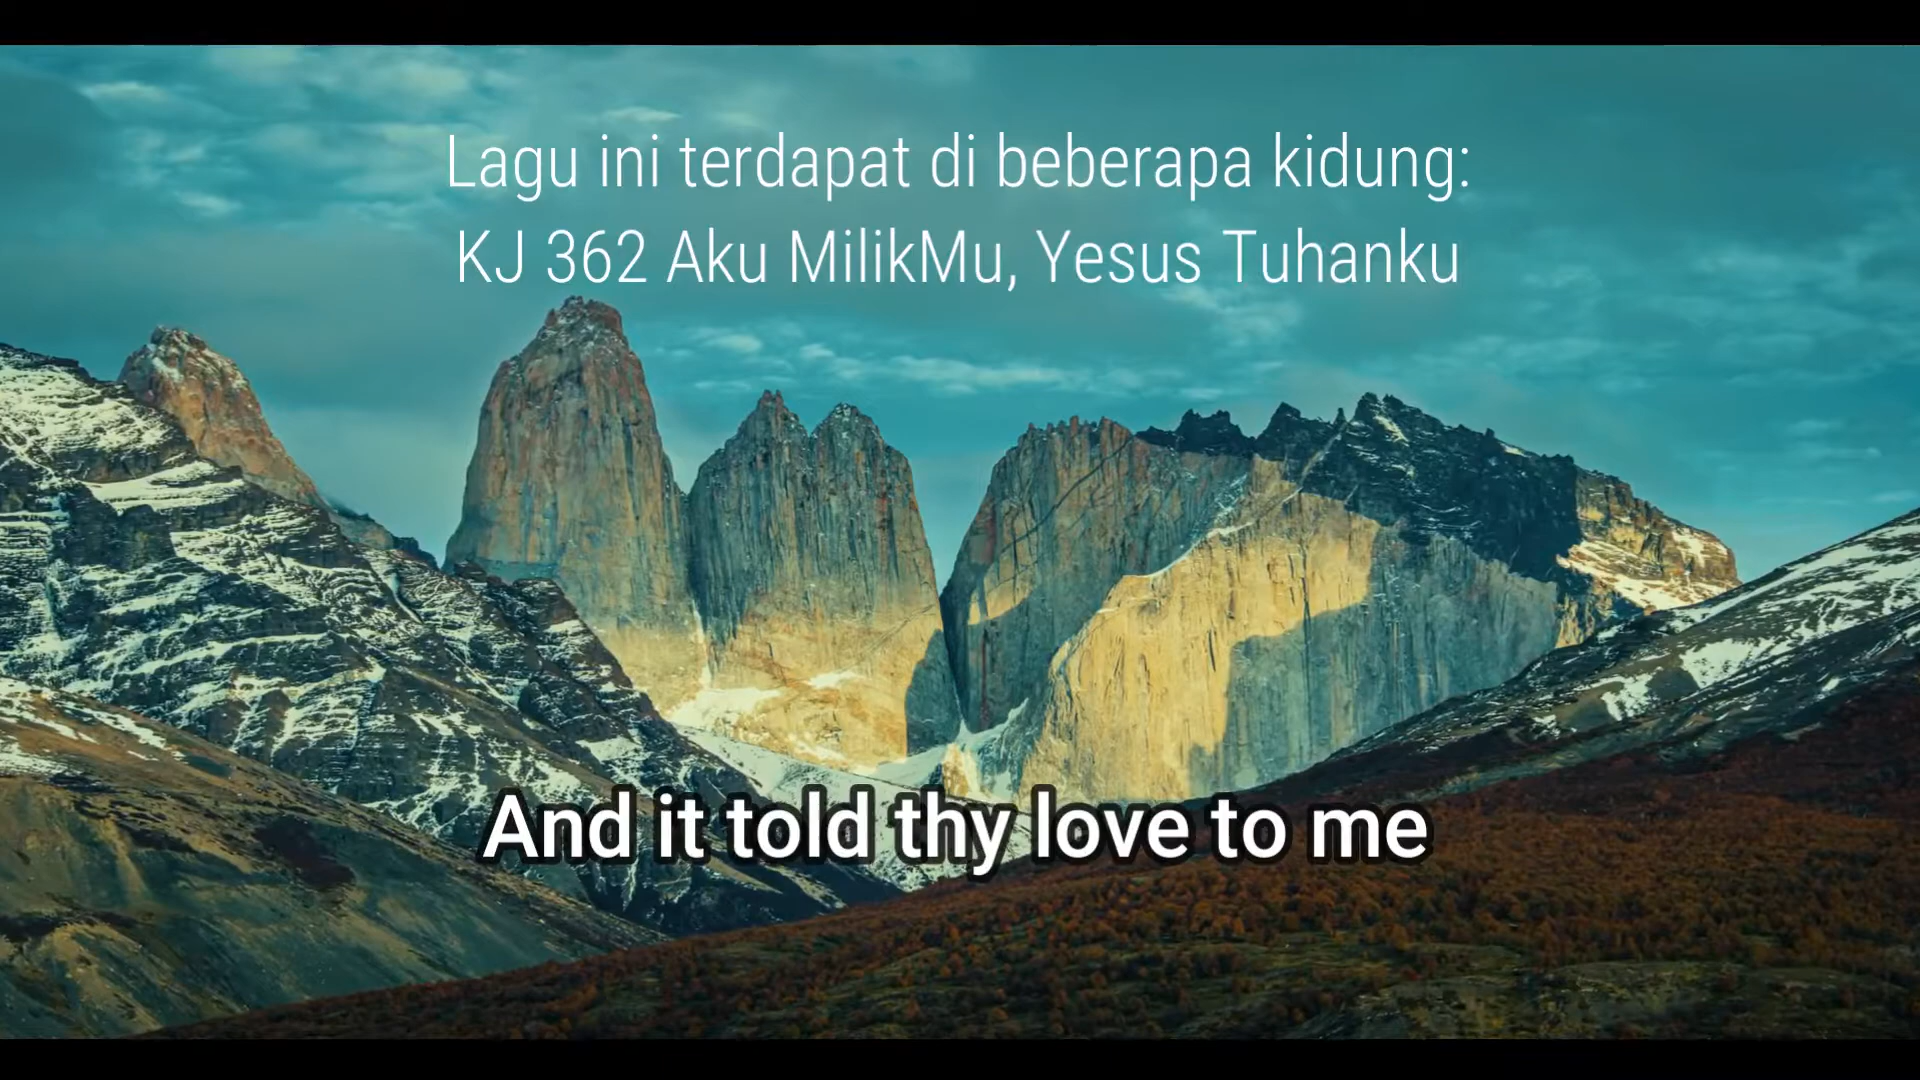 Lagu ini terdapat di beberapa kidung:
KJ 362 Aku MilikMu, Yesus Tuhanku
And it told thy love to me